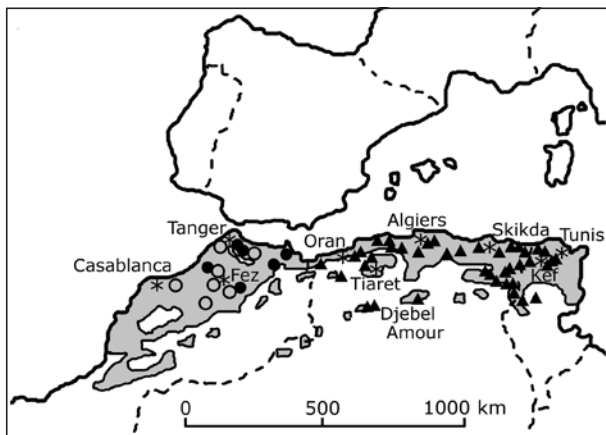 Tanger
Oran
Algiers
Skikda
Tunis
Casablanca
Fez
Tiaret
Kef
Djebel
Amour
0 500 1000 km